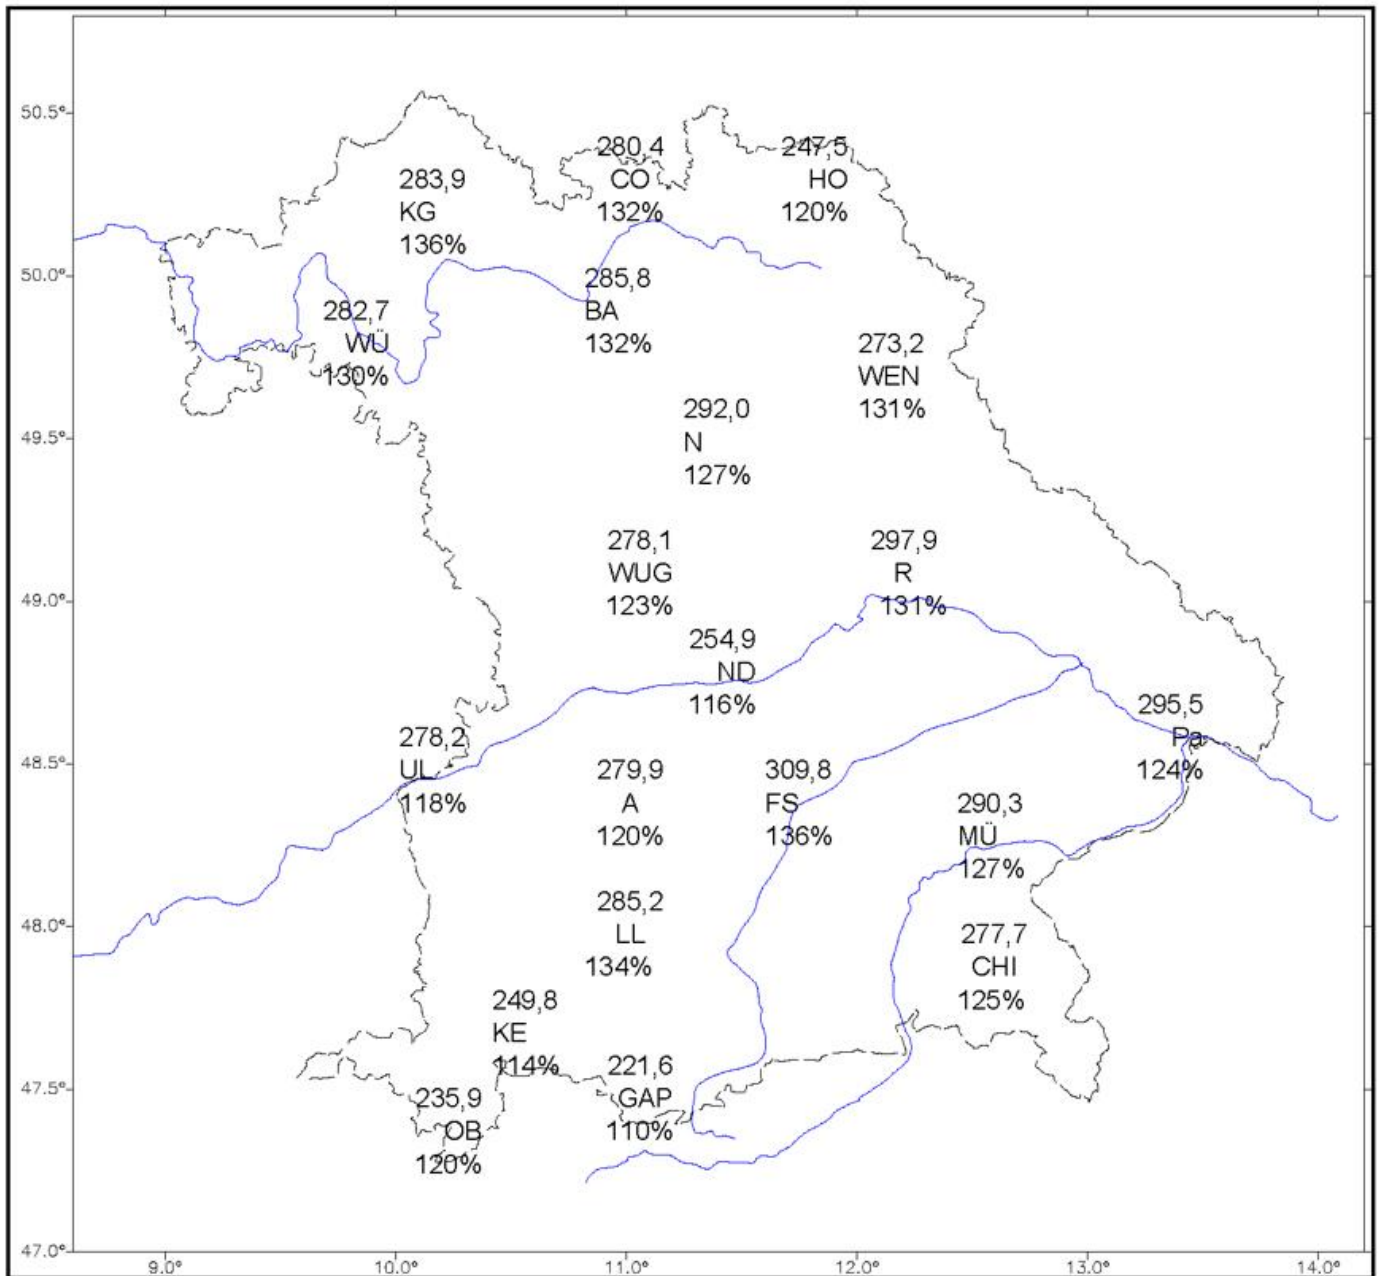 50.5°
280,4
CO
132%
247,5
HO
120%
283,9
KG
136%
50.0°
285,8
BA
132%
282,7
WÜ
130%
273,2
WEN
131%
49.5°
292,0
N
127%
278,1
WUG
123%
297,9
R
131%
49.0°
254,9
ND
116%
295,5
Pa
124%
278,2
UL
118%
48.5°
279,9
A
120%
309,8
FS
136%
290,3
MÜ
127%
285,2
LL
134%
48.0°
277,7
CHI
125%
249,8
KE
114%
47.5°
221,6
GAP
110%
235,9
OB
120%
47.0°
9.0°
10.0°
11.0°
12.0°
13.0°
14.0°